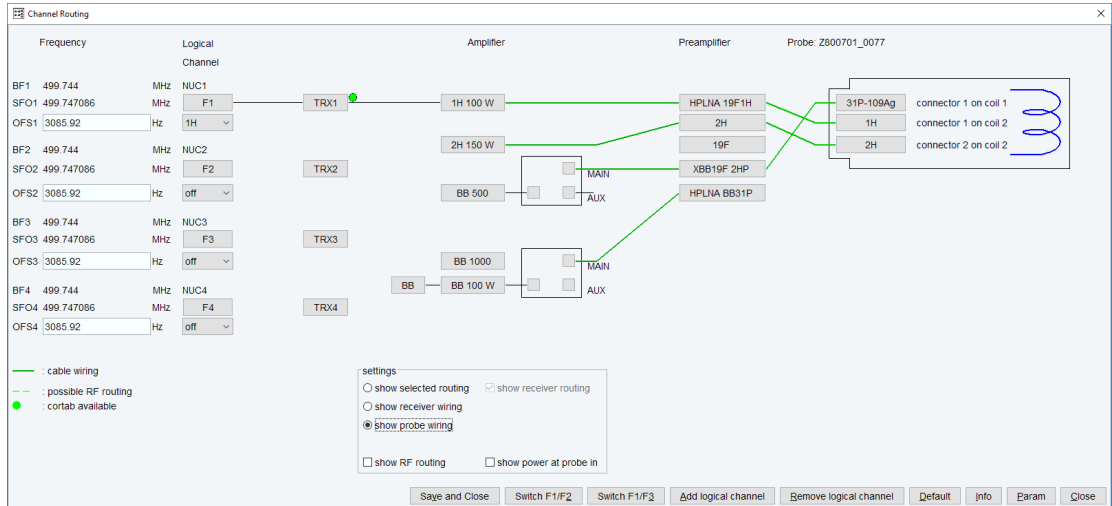 Channel Routing
Frequency Logical Channel Amplifier Preamplifier Probe: Z800701_0077
BF1 499.744 MHz NUC1
SFO1 499.747086 MHz F1 TRX1 1H 100 W HPLNA 19F1H 31P-109Ag connector 1 on coil 1
OFS1 3085.92 Hz 1H 2H 1H connector 1 on coil 2
BF2 499.744 MHz NUC2 2H 150 W 19F 2H connector 2 on coil 2
SFO2 499.747086 MHz F2 TRX2 MAIN XBB19F 2HP
OFS2 3085.92 Hz off BB 500 AUX HPLNA BB31P
BF3 499.744 MHz NUC3
SFO3 499.747086 MHz F3 TRX3
OFS3 3085.92 Hz off BB 1000 MAIN
BF4 499.744 MHz NUC4 BB BB 100 W AUX
SFO4 499.747086 MHz F4 TRX4
OFS4 3085.92 Hz off
: cable wiring
: possible RF routing
: cortab available
settings
show selected routing show receiver routing
show receiver wiring
show probe wiring
show RF routing show power at probe in
Save and Close Switch F1/F2 Switch F1/F3 Add logical channel Remove logical channel Default Info Param Close